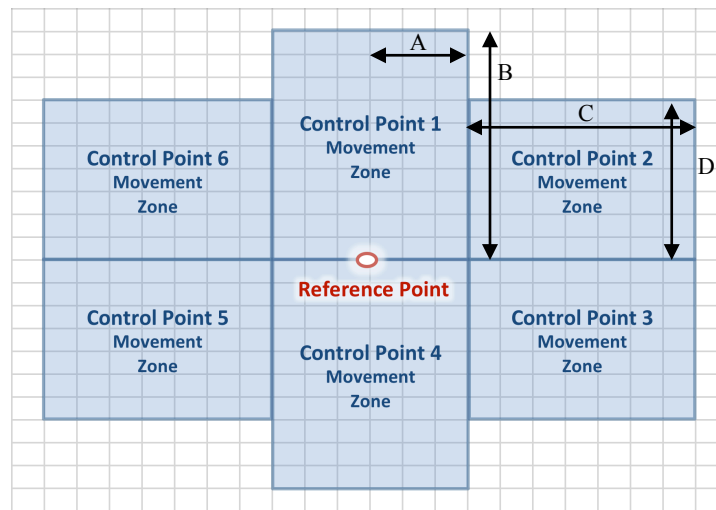 A
B
Control Point 1
Movement
Zone
C
Control Point 6
Movement
Zone
Control Point 2
Movement
Zone
D
Reference Point
Control Point 5
Movement
Zone
Control Point 4
Movement
Zone
Control Point 3
Movement
Zone